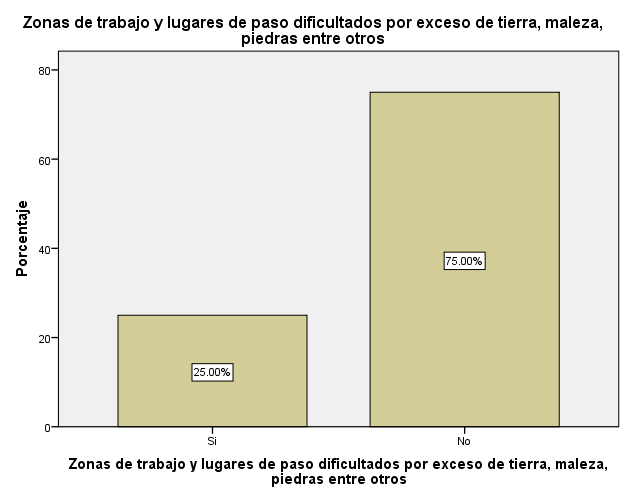 Zonas de trabajo y lugares de paso dificultados por exceso de tierra, maleza,
piedras entre otros
80
60
40
20
0
Porcentaje
25.00%
75.00%
Si
No
Zonas de trabajo y lugares de paso dificultados por exceso de tierra, maleza,
piedras entre otros